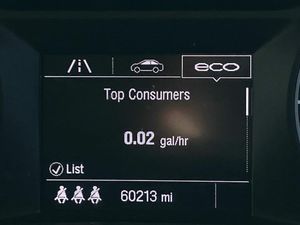 eco
Top Consumers
0.02 gal/hr
List
60213 mi